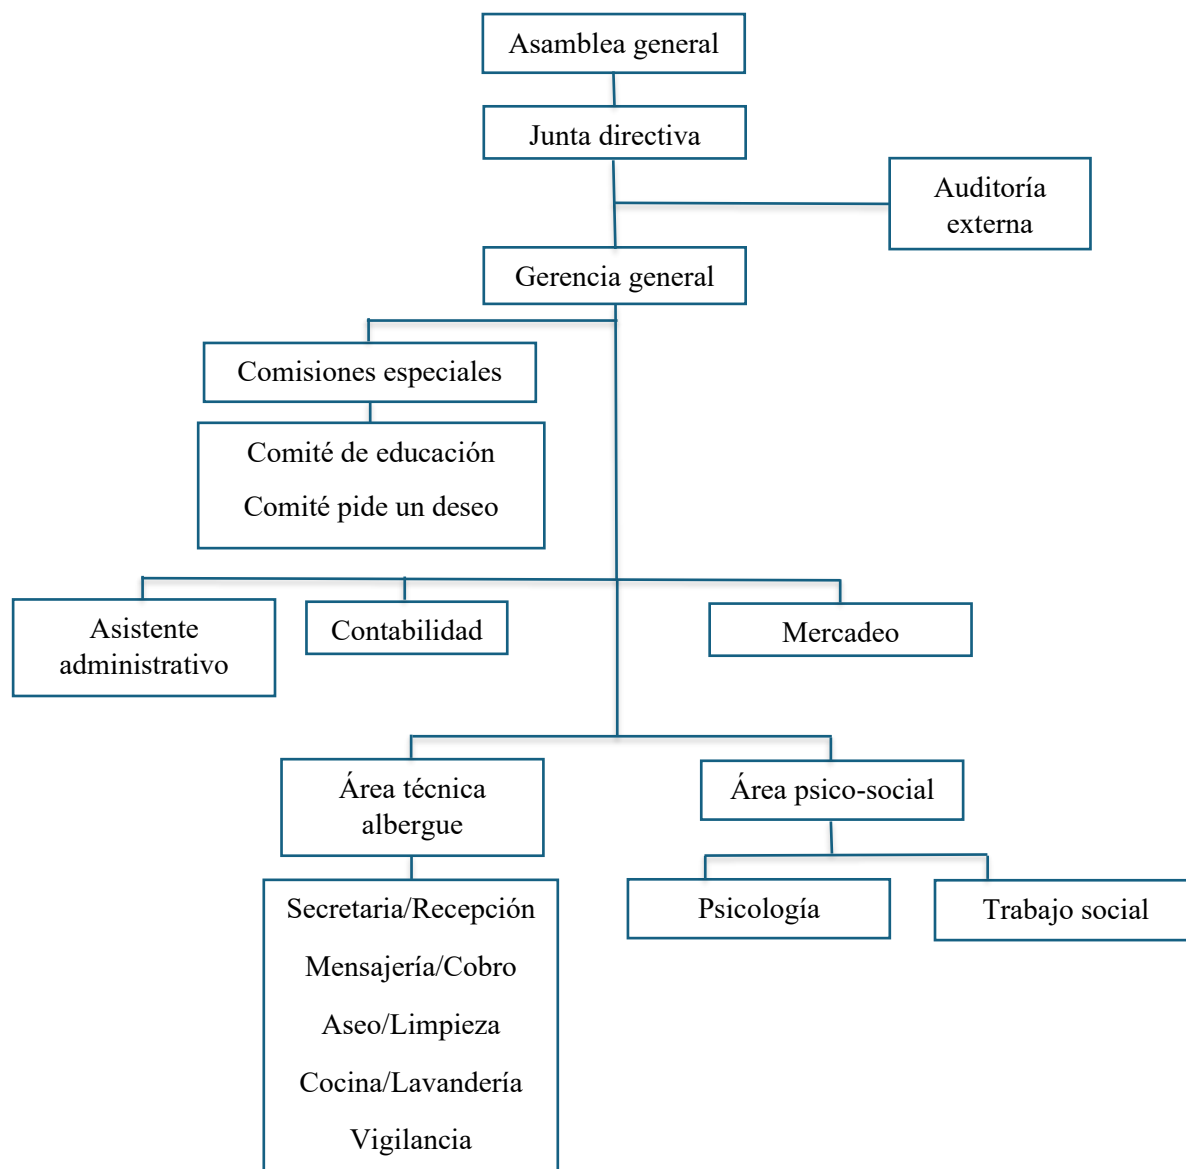 Asamblea general
Junta directiva
Auditoría
externa
Gerencia general
Comisiones especiales
Comité de educación
Comité pide un deseo
Asistente
administrativo
Contabilidad
Mercadeo
Área técnica
albergue
Área psico-social
Secretaria/Recepción
Mensajería/Cobro
Aseo/Limpieza
Cocina/Lavandería
Vigilancia
Psicología
Trabajo social